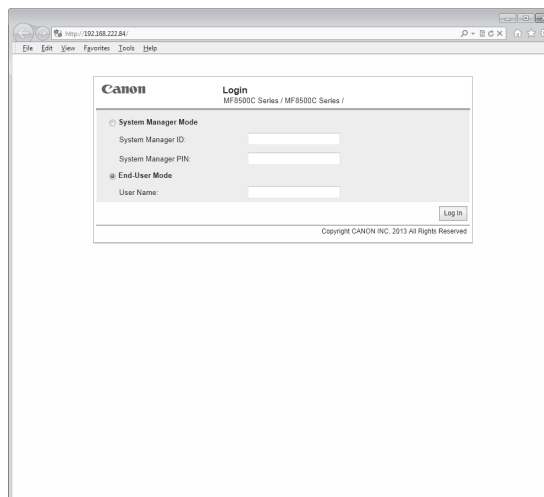 http://192.168.222.84/
File Edit View Favorites Tools Help
Canon
Login
MF8500C Series / MF8500C Series /
System Manager Mode
System Manager ID:
System Manager PIN:
End-User Mode
User Name:
Log In
Copyright CANON INC. 2013 All Rights Reserved